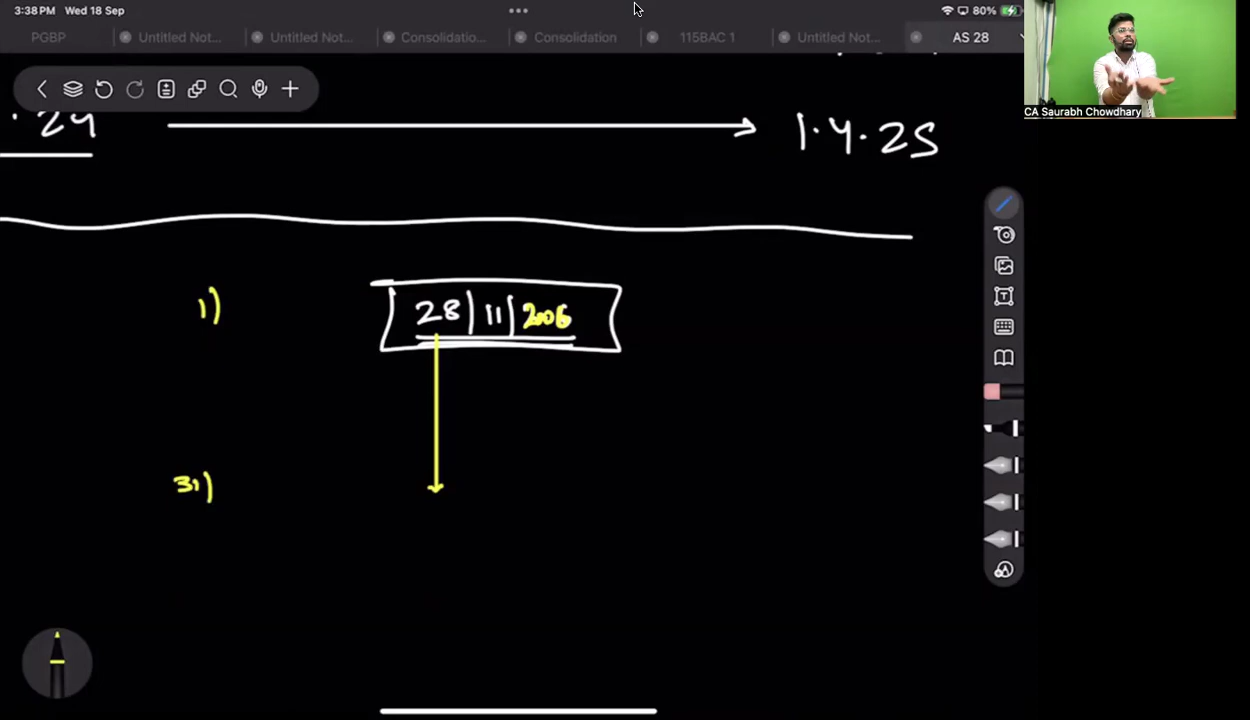 3:38 PM Wed 18 Sep
80%
PGBP
Untitled Not...
Untitled Not...
Consolidatio...
Consolidation
115BAC 1
Untitled Not...
AS 28
CA Saurabh Chowdhary
. 24
1.4.25
1)
28|11|2006
31)